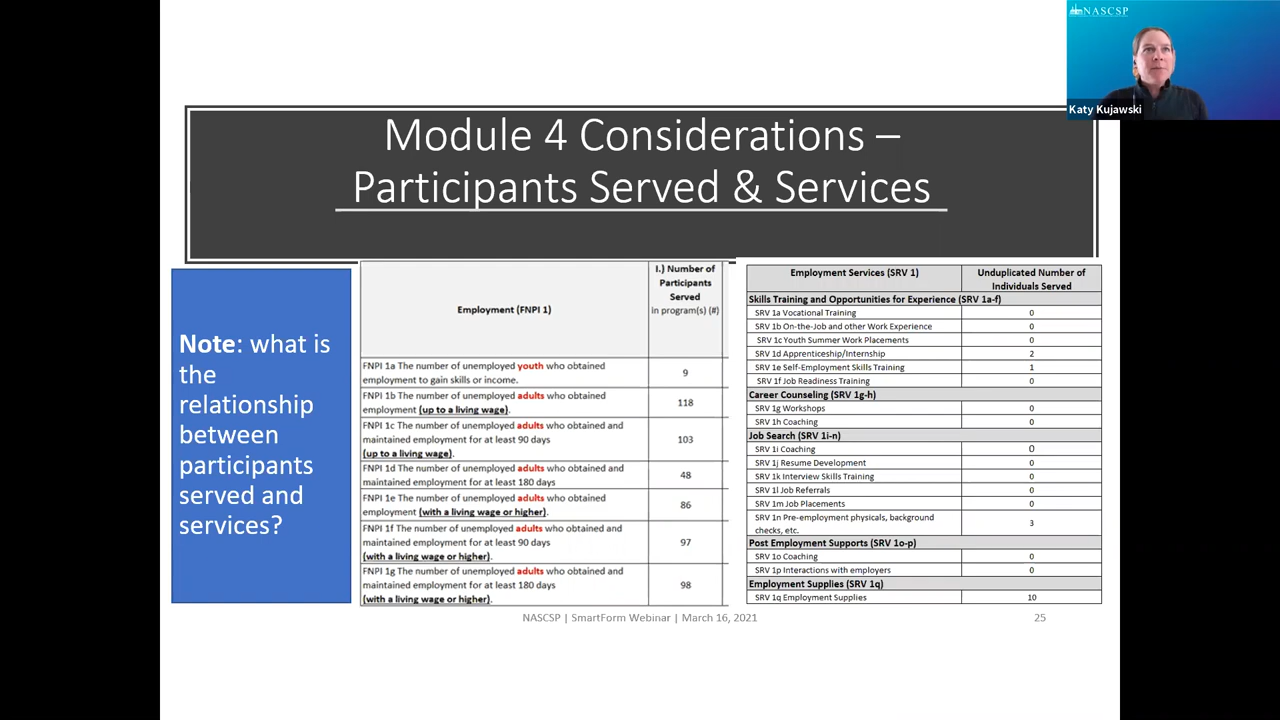 NASCSP
Katy Kujawski
Module 4 Considerations –
Participants Served & Services
Note: what is
the
relationship
between
participants
served and
services?
Employment (FNPI 1)
I.) Number of
Participants
Served
in program(s) (#)
FNPI 1a The number of unemployed youth who obtained
employment to gain skills or income.
9
FNPI 1b The number of unemployed adults who obtained
employment (up to a living wage).
118
FNPI 1c The number of unemployed adults who obtained and
maintained employment for at least 90 days
(up to a living wage).
103
FNPI 1d The number of unemployed adults who obtained and
maintained employment for at least 180 days
48
FNPI 1e The number of unemployed adults who obtained
employment (with a living wage or higher).
86
FNPI 1f The number of unemployed adults who obtained and
maintained employment for at least 90 days
(with a living wage or higher).
97
FNPI 1g The number of unemployed adults who obtained and
maintained employment for at least 180 days
(with a living wage or higher).
98
Employment Services (SRV 1)
Unduplicated Number of
Individuals Served
Skills Training and Opportunities for Experience (SRV 1a-f)
SRV 1a Vocational Training 0
SRV 1b On-the-Job and other Work Experience 0
SRV 1c Youth Summer Work Placements 0
SRV 1d Apprenticeship/Internship 2
SRV 1e Self-Employment Skills Training 1
SRV 1f Job Readiness Training 0
Career Counseling (SRV 1g-h)
SRV 1g Workshops 0
SRV 1h Coaching 0
Job Search (SRV 1i-n)
SRV 1i Coaching 0
SRV 1j Resume Development 0
SRV 1k Interview Skills Training 0
SRV 1l Job Referrals 0
SRV 1m Job Placements 0
SRV 1n Pre-employment physicals, background
checks, etc.
3
Post Employment Supports (SRV 1o-p)
SRV 1o Coaching 0
SRV 1p Interactions with employers 0
Employment Supplies (SRV 1q)
SRV 1q Employment Supplies 10
NASCSP | SmartForm Webinar | March 16, 2021
25